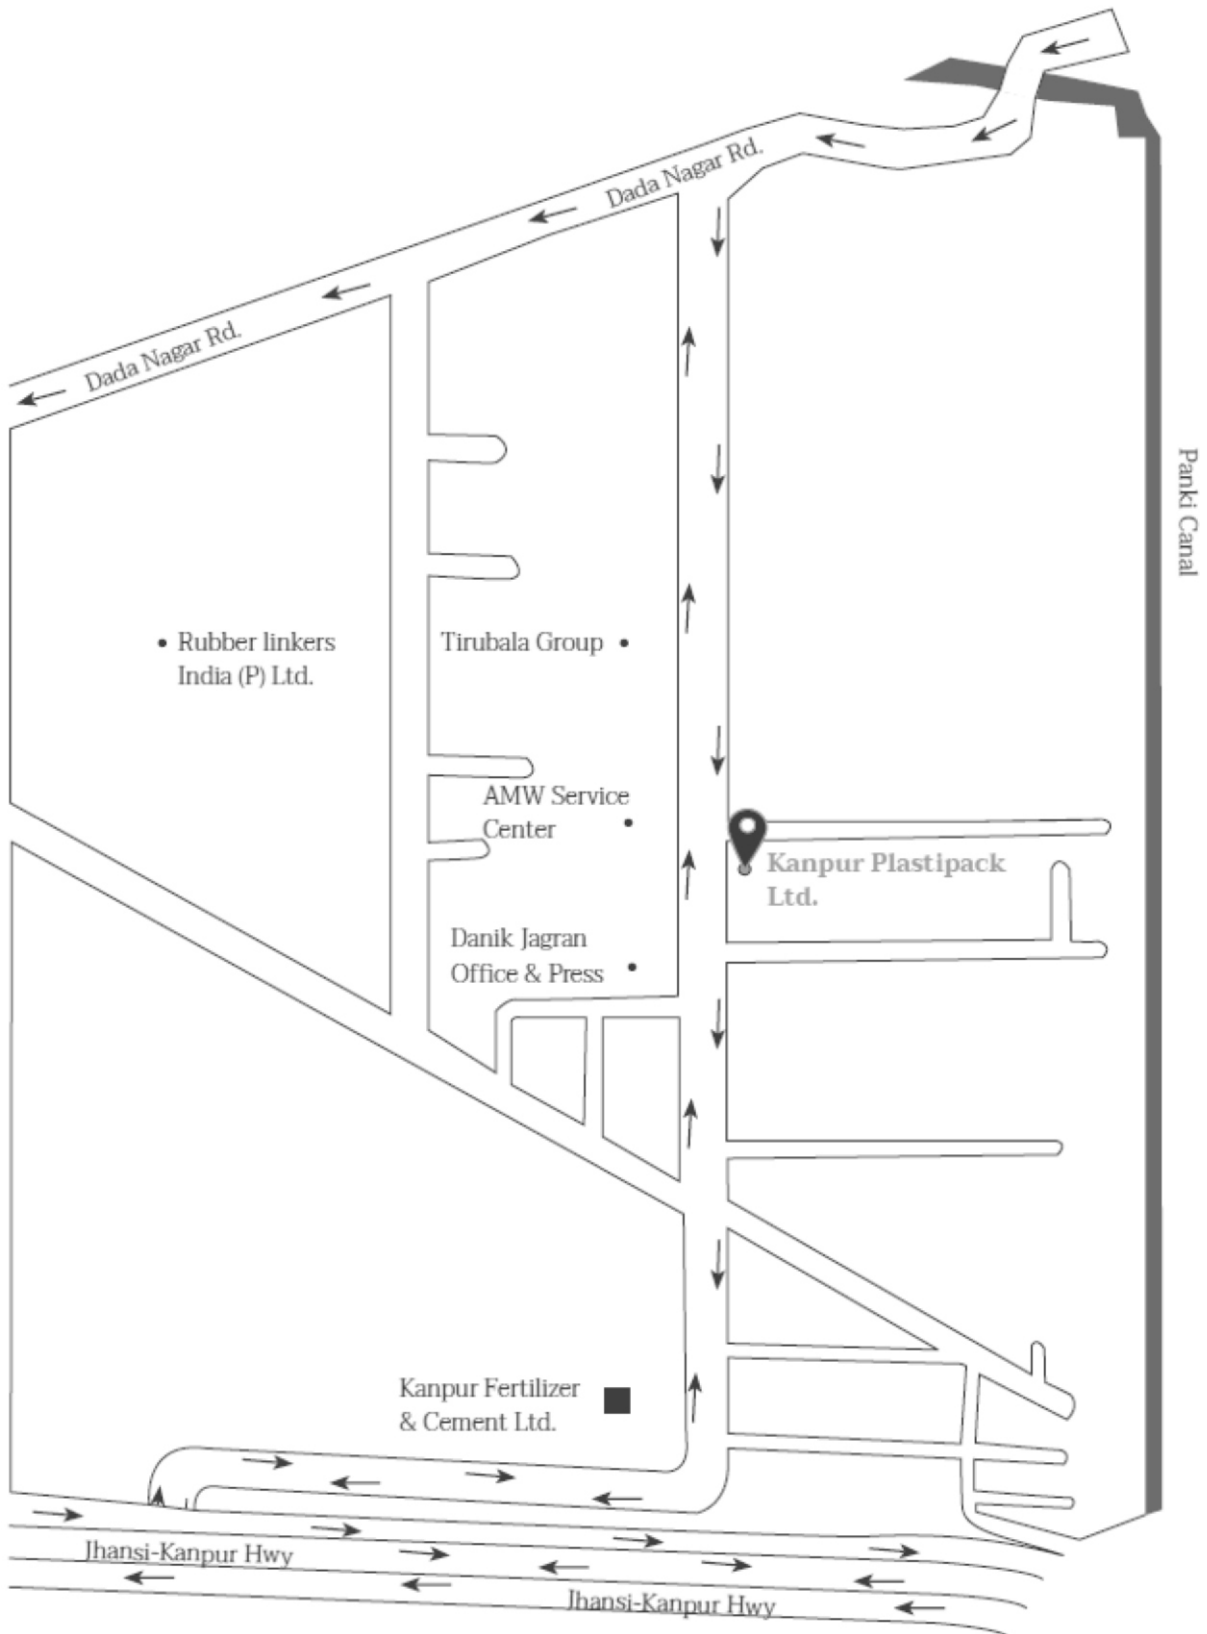 Dada Nagar Rd.
Dada Nagar Rd.
Panki Canal
Rubber linkers
India (P) Ltd.
Tirubala Group
AMW Service
Center
Kanpur Plastipack
Ltd.
Danik Jagran
Office & Press
Kanpur Fertilizer
& Cement Ltd.
Jhansi-Kanpur Hwy
Jhansi-Kanpur Hwy